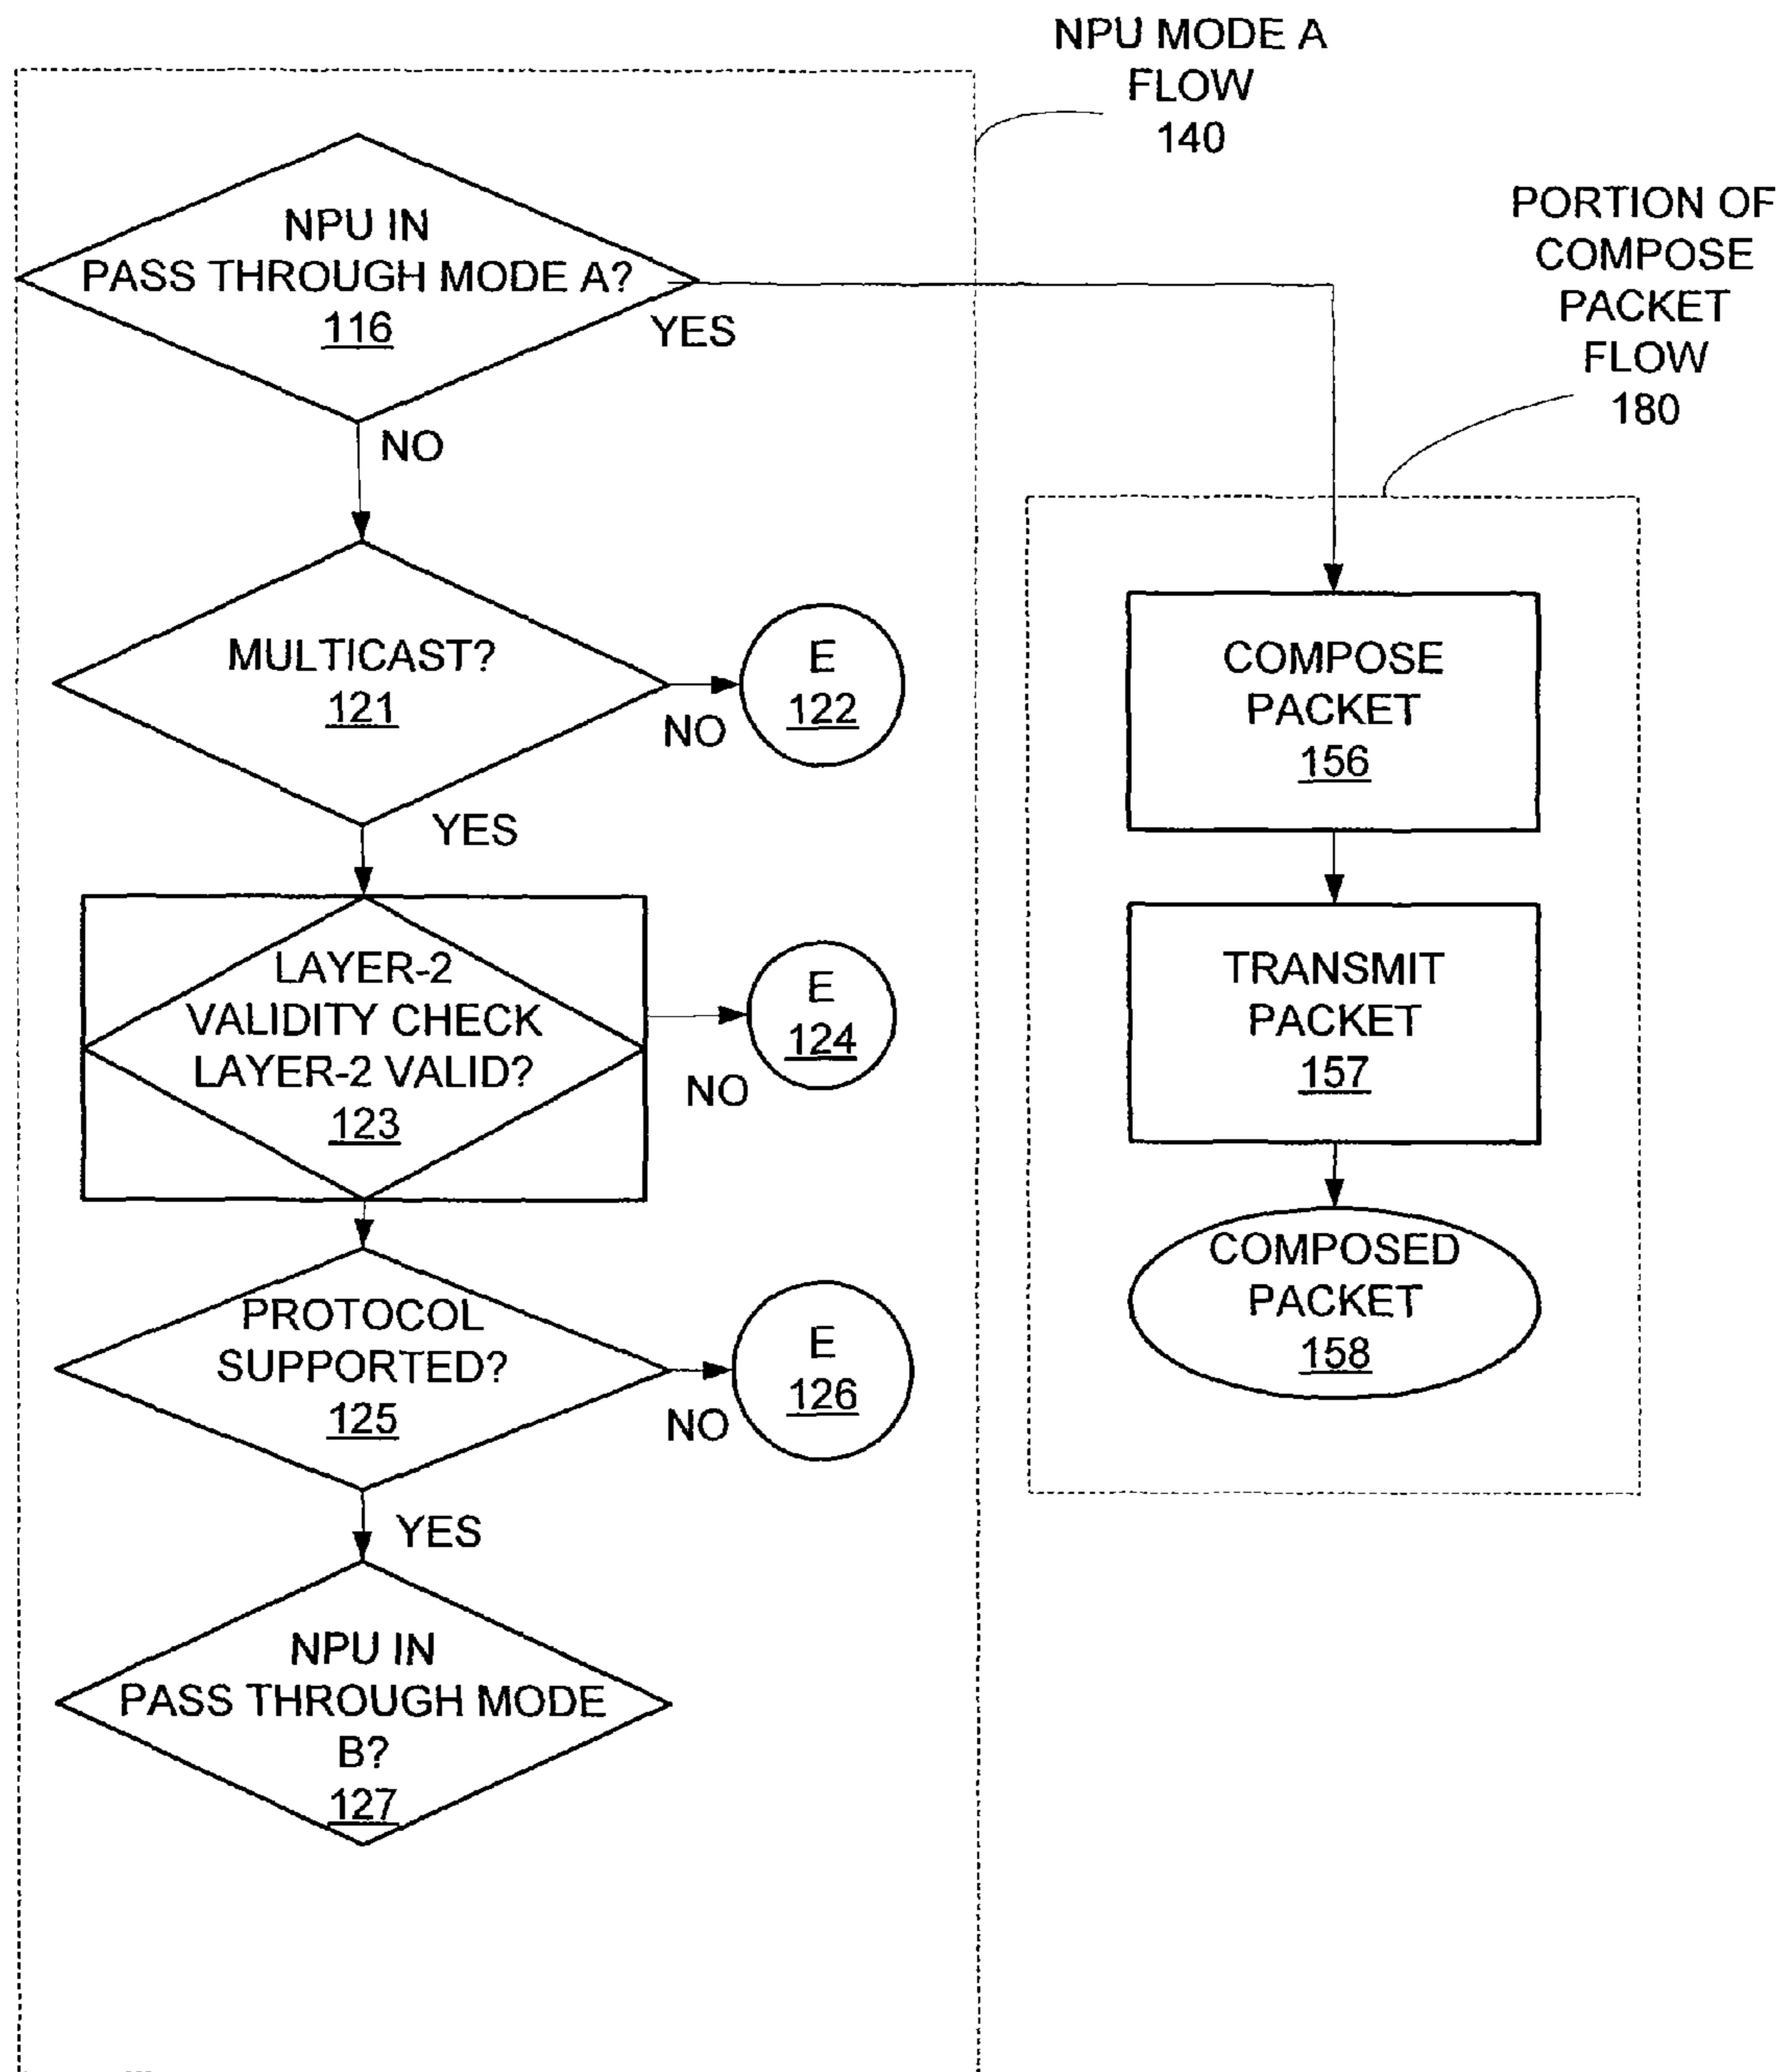 NPU MODE A
FLOW
140
PORTION OF
COMPOSE
PACKET
FLOW
180
NPU IN
PASS THROUGH MODE A?
116
YES
NO
MULTICAST?
121
NO
E
122
YES
LAYER-2
VALIDITY CHECK
LAYER-2 VALID?
123
NO
E
124
PROTOCOL
SUPPORTED?
125
NO
E
126
YES
NPU IN
PASS THROUGH MODE
B?
127
COMPOSE
PACKET
156
TRANSMIT
PACKET
157
COMPOSED
PACKET
158